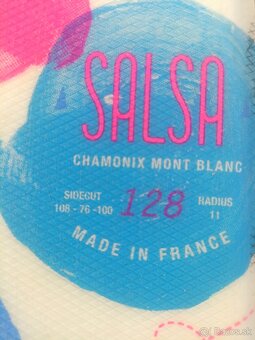 SALSA
CHAMONIX MONT BLANC
SIDECUT
108 - 76 - 100
128
RADIUS
11
MADE IN FRANCE